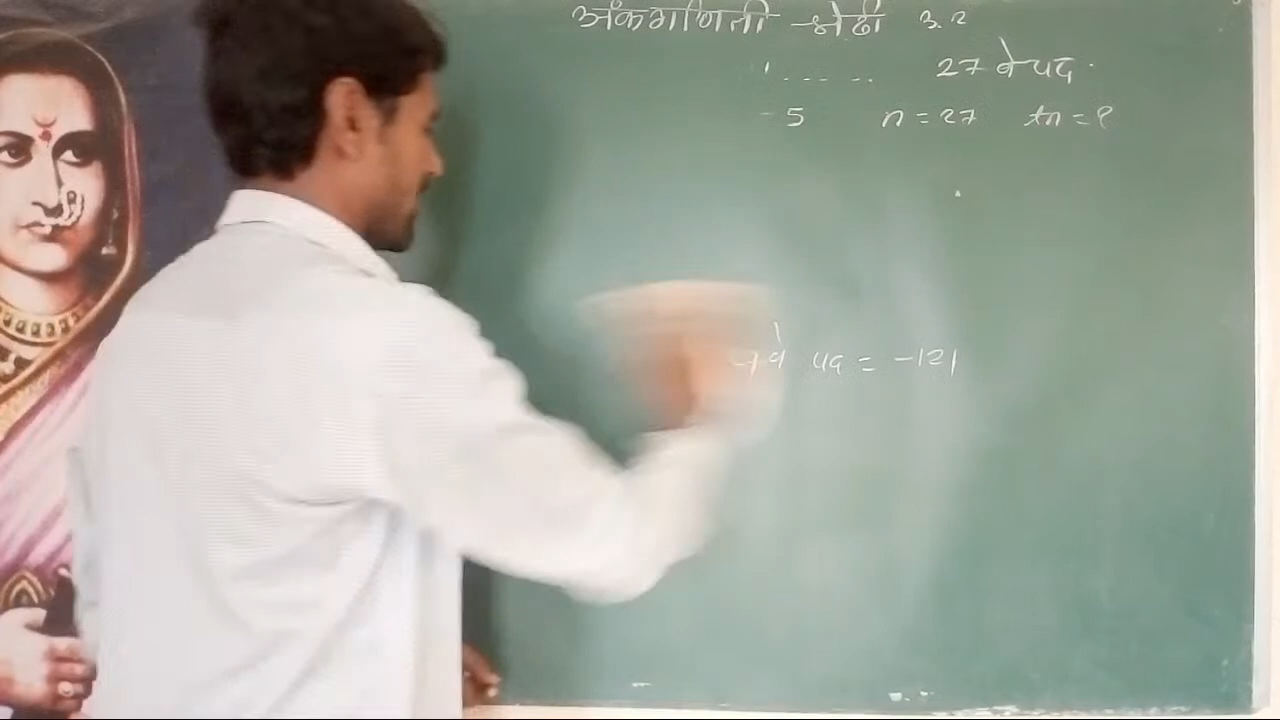 अंकगणिती श्रेढी 3.2
..... 27 वे पद.
-5 n = 27 tn = ?
वे पद = -121